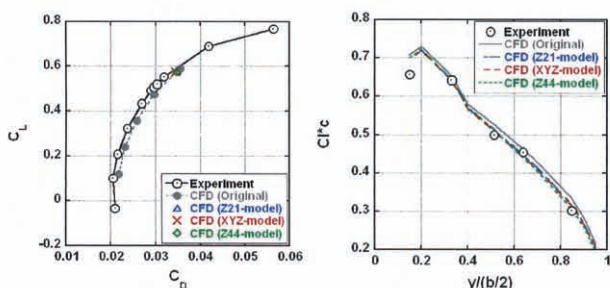 0.8
0.6
0.4
0.2
0
-0.2
C_L
0.01 0.02 0.03 0.04 0.05 0.06
C_D
Experiment
CFD (Original)
CFD (Z21-model)
CFD (XYZ-model)
CFD (Z44-model)
0.8
0.7
0.6
0.5
0.4
0.3
0.2
Cl*c
0 0.2 0.4 0.6 0.8 1
y/(b/2)
Experiment
CFD (Original)
CFD (Z21-model)
CFD (XYZ-model)
CFD (Z44-model)